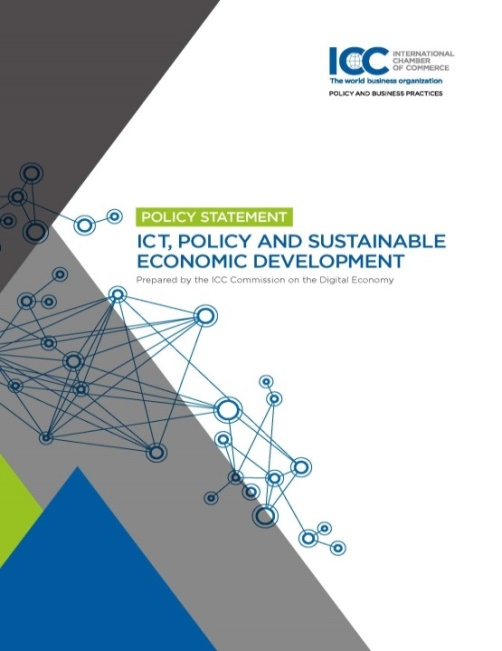 ICC INTERNATIONAL
CHAMBER
OF COMMERCE
The world business organization
POLICY AND BUSINESS PRACTICES
POLICY STATEMENT
ICT, POLICY AND SUSTAINABLE
ECONOMIC DEVELOPMENT
Prepared by the ICC Commission on the Digital Economy